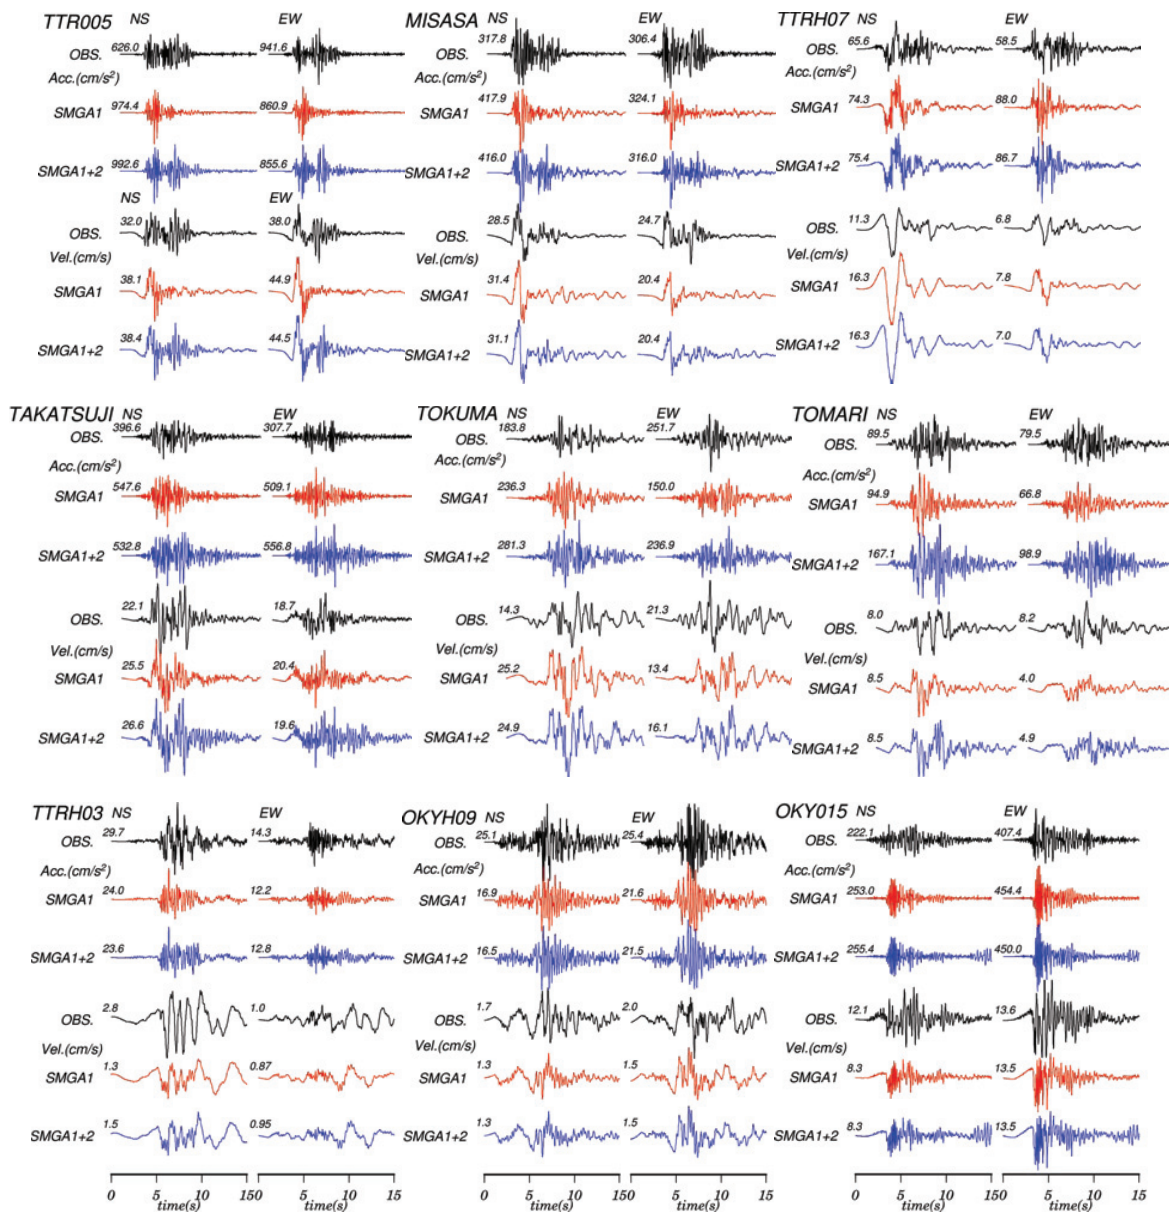 TTR005 NS EW
OBS. 626.0 941.6
Acc.(cm/s²)
SMGA1 974.4 860.9
SMGA1+2 992.6 855.6
NS EW
OBS. 32.0 38.0
Vel.(cm/s)
SMGA1 38.1 44.9
SMGA1+2 38.4 44.5
MISASA NS EW
OBS. 317.8 306.4
Acc.(cm/s²)
SMGA1 417.9 324.1
SMGA1+2 416.0 316.0
OBS. 28.5 24.7
Vel.(cm/s)
SMGA1 31.4 20.4
SMGA1+2 31.1 20.4
TTRH07 NS EW
OBS. 65.6 58.5
Acc.(cm/s²)
SMGA1 74.3 88.0
SMGA1+2 75.4 86.7
OBS. 11.3 6.8
Vel.(cm/s)
SMGA1 16.3 7.8
SMGA1+2 16.3 7.0
TAKATSUJI NS EW
OBS. 396.6 307.7
Acc.(cm/s²)
SMGA1 547.6 509.1
SMGA1+2 532.8 556.8
OBS. 22.1 18.7
Vel.(cm/s)
SMGA1 25.5 20.4
SMGA1+2 26.6 19.6
TOKUMA NS EW
OBS. 183.8 251.7
Acc.(cm/s²)
SMGA1 236.3 150.0
SMGA1+2 281.3 236.9
OBS. 14.3 21.3
Vel.(cm/s)
SMGA1 25.2 13.4
SMGA1+2 24.9 16.1
TOMARI NS EW
OBS. 89.5 79.5
Acc.(cm/s²)
SMGA1 94.9 66.8
SMGA1+2 167.1 98.9
OBS. 8.0 8.2
Vel.(cm/s)
SMGA1 8.5 4.0
SMGA1+2 8.5 4.9
TTRH03 NS EW
OBS. 29.7 14.3
Acc.(cm/s²)
SMGA1 24.0 12.2
SMGA1+2 23.6 12.8
OBS. 2.8 1.0
Vel.(cm/s)
SMGA1 1.3 0.87
SMGA1+2 1.5 0.95
OKYH09 NS EW
OBS. 25.1 25.4
Acc.(cm/s²)
SMGA1 16.9 21.6
SMGA1+2 16.5 21.5
OBS. 1.7 2.0
Vel.(cm/s)
SMGA1 1.3 1.5
SMGA1+2 1.3 1.5
OKY015 NS EW
OBS. 222.1 407.4
Acc.(cm/s²)
SMGA1 253.0 454.4
SMGA1+2 255.4 450.0
OBS. 12.1 13.6
Vel.(cm/s)
SMGA1 8.3 13.5
SMGA1+2 8.3 13.5
0 5 10 15 0 5 10 150 5 10 15
time(s) time(s) time(s) time(s) time(s) time(s)